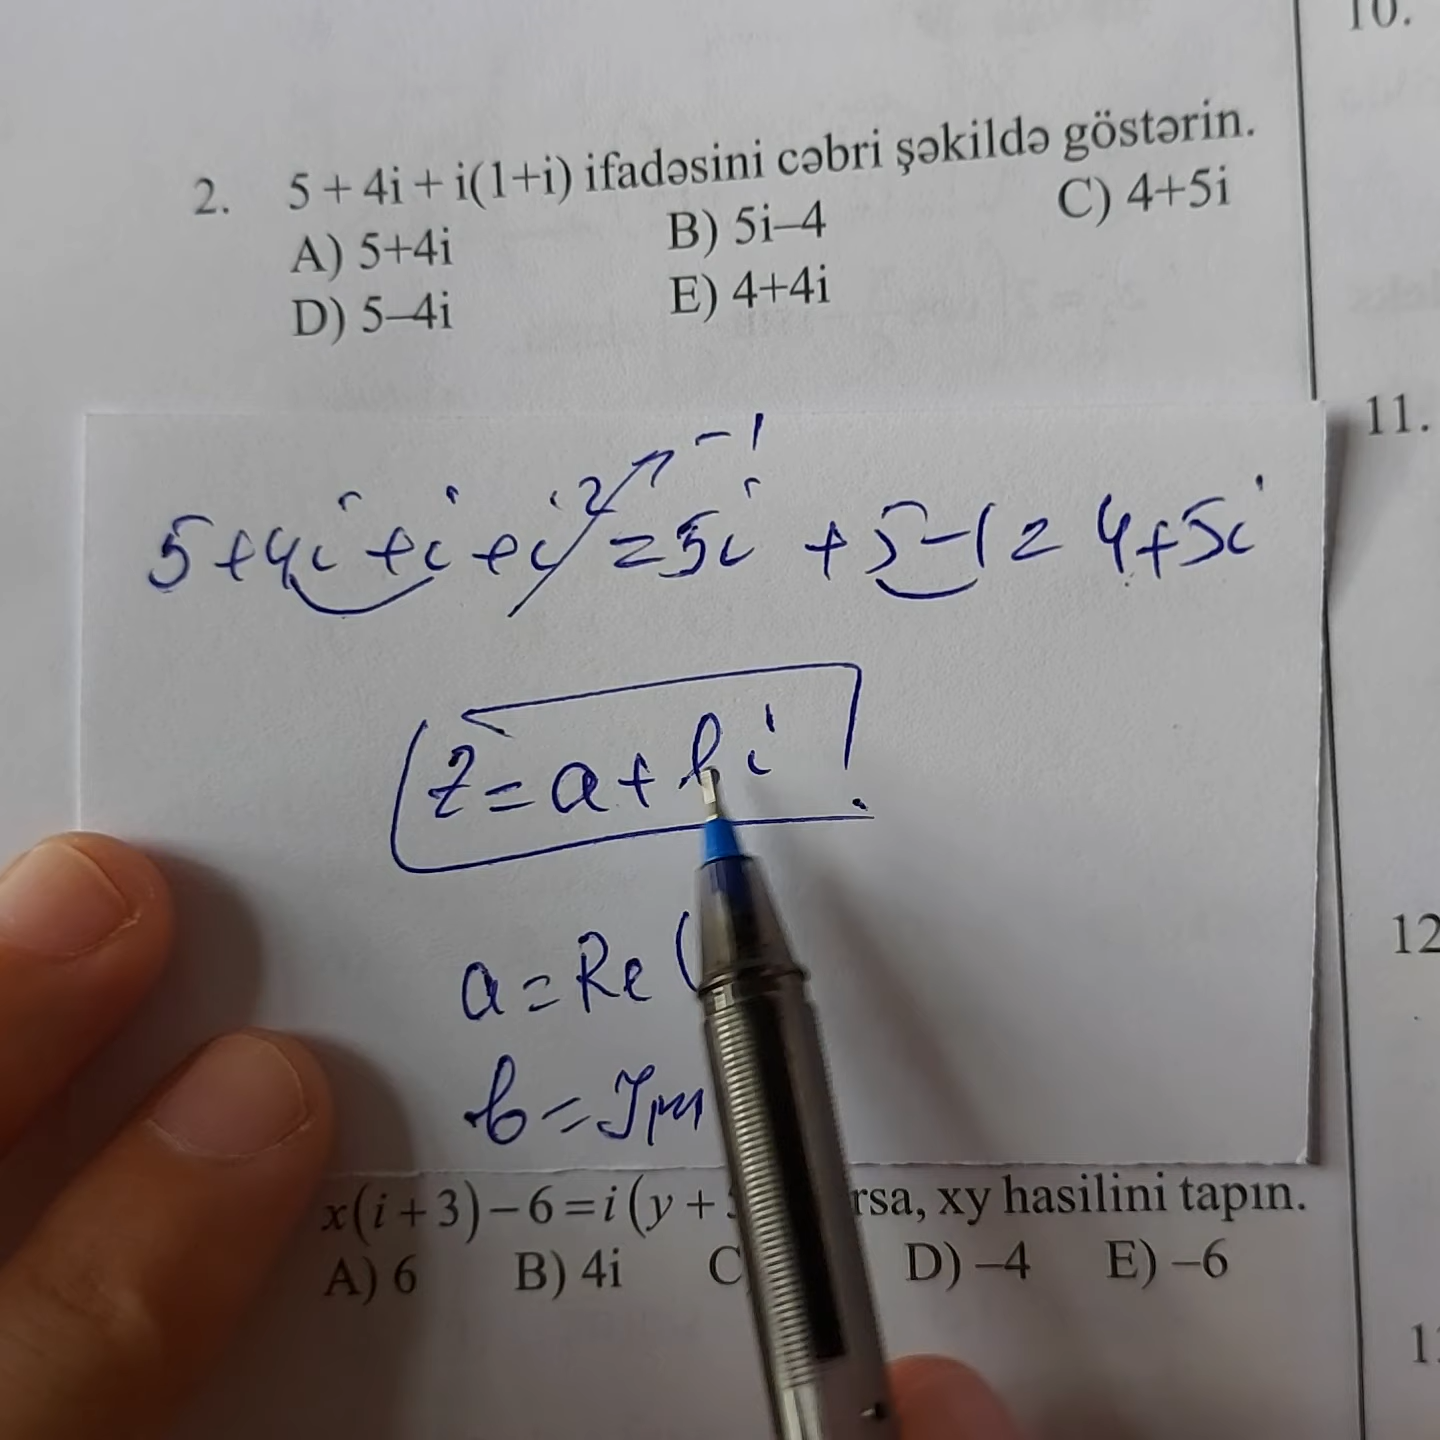 10.
2. 5 + 4i + i(1+i) ifadəsini cəbri şəkildə göstərin.
A) 5+4i B) 5i–4 C) 4+5i
D) 5–4i E) 4+4i
11.
-1
5+4i+i+i²=5i+5-1=4+5i
z=a+bi
12
a=Re(
b=Im
x(i+3)–6=i(y+ rsa, xy hasilini tapın.
A) 6 B) 4i C D) –4 E) –6